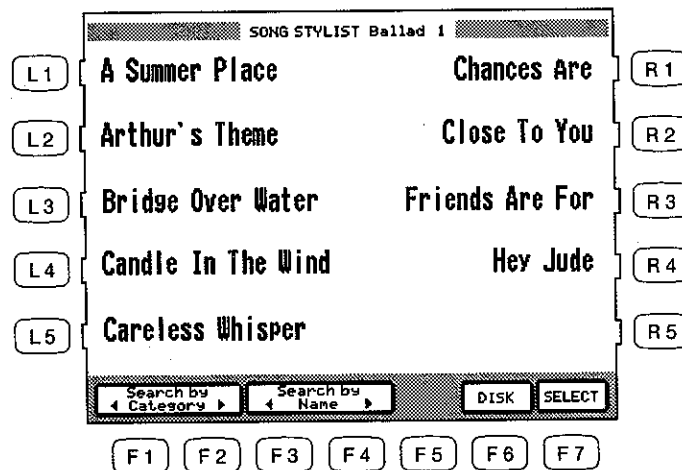 SONG STYLIST Ballad 1
L1 A Summer Place Chances Are R1
L2 Arthur's Theme Close To You R2
L3 Bridge Over Water Friends Are For R3
L4 Candle In The Wind Hey Jude R4
L5 Careless Whisper R5
Search by Category Search by Name DISK SELECT
F1 F2 F3 F4 F5 F6 F7